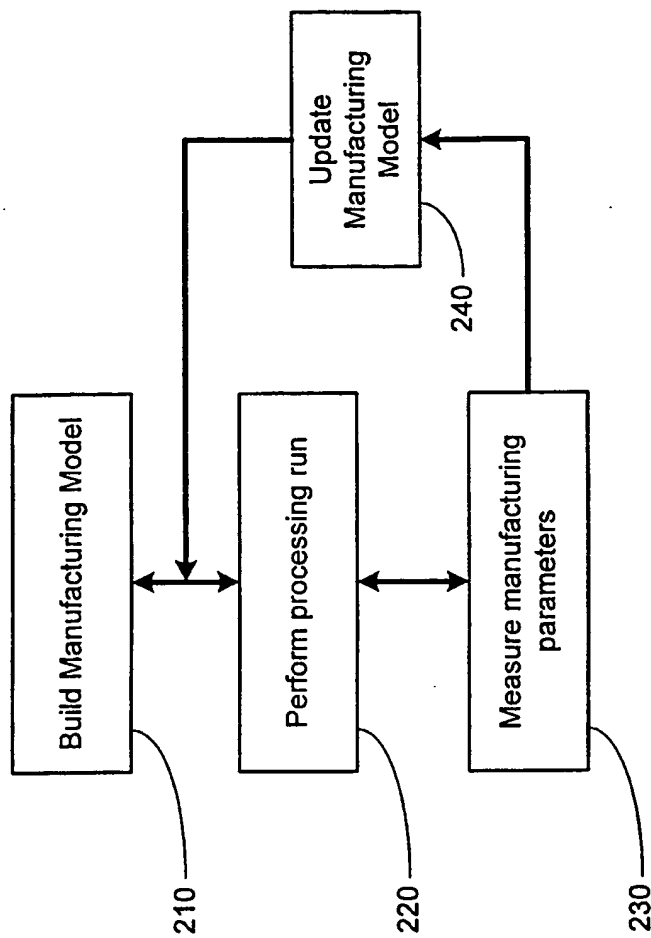 Build Manufacturing Model
210
Perform processing run
220
Measure manufacturing
parameters
230
Update
Manufacturing
Model
240